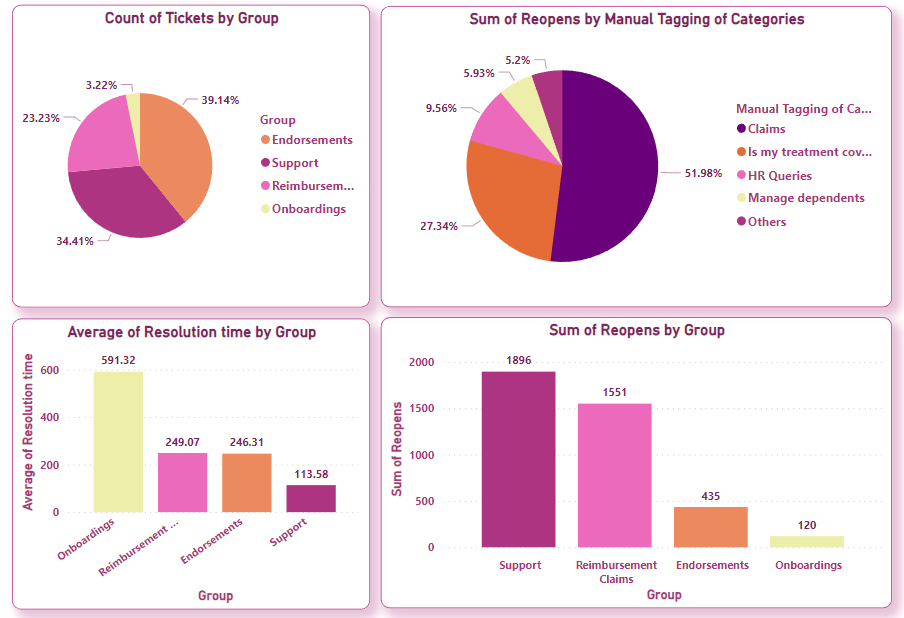 Count of Tickets by Group
3.22%
39.14%
23.23%
34.41%
Group
Endorsements
Support
Reimbursem...
Onboardings
Sum of Reopens by Manual Tagging of Categories
5.2%
5.93%
9.56%
51.98%
27.34%
Manual Tagging of Ca...
Claims
Is my treatment cov...
HR Queries
Manage dependents
Others
Average of Resolution time by Group
Average of Resolution time
600
400
200
0
591.32
249.07
246.31
113.58
Onboardings
Reimbursement ...
Endorsements
Support
Group
Sum of Reopens by Group
Sum of Reopens
2000
1500
1000
500
0
1896
1551
435
120
Support
Reimbursement
Claims
Endorsements
Onboardings
Group